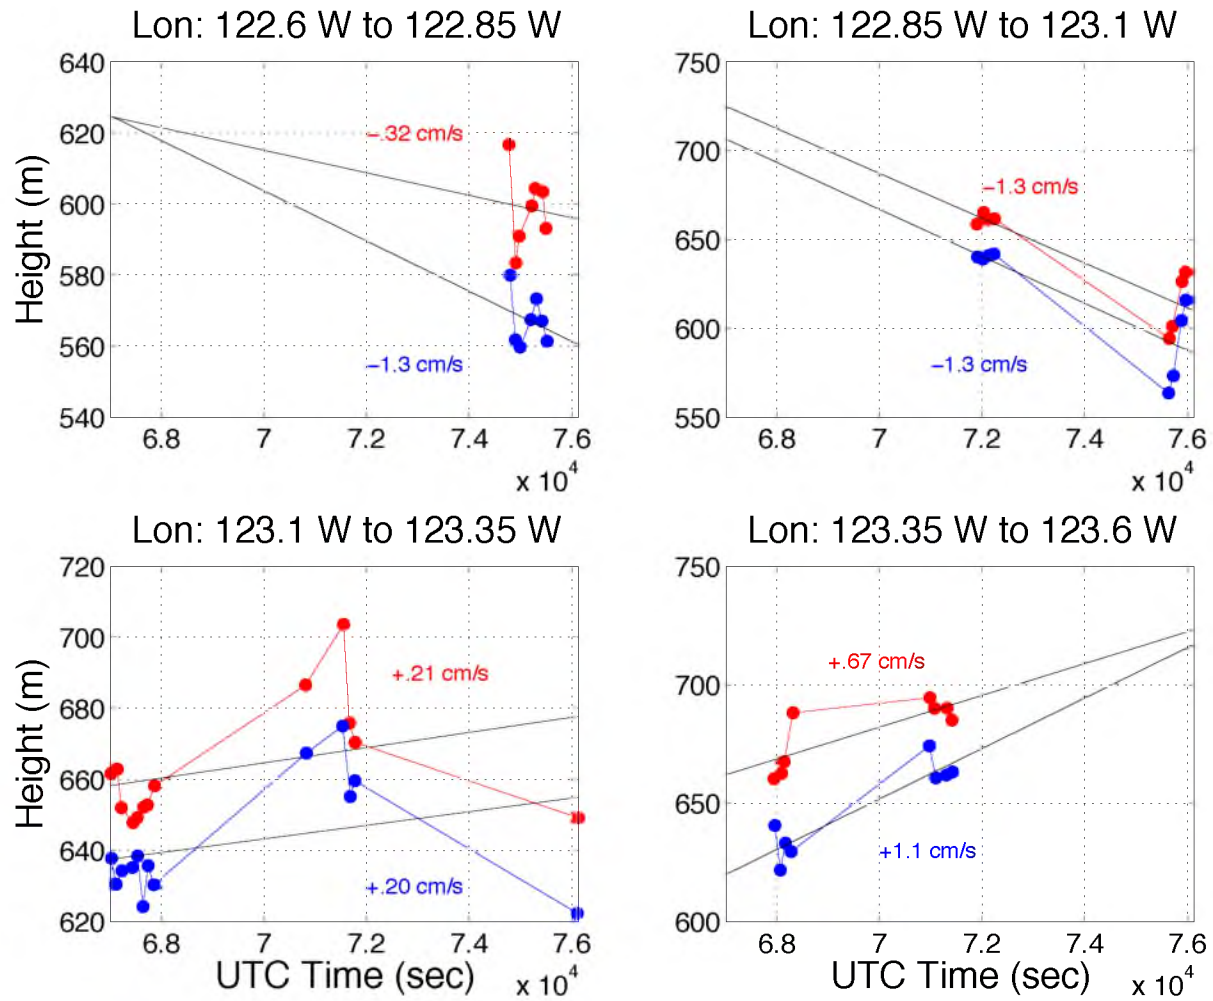 Lon: 122.6 W to 122.85 W
640
620
600
580
560
540
Height (m)
−.32 cm/s
−1.3 cm/s
6.8 7 7.2 7.4 7.6
x 10^4
Lon: 122.85 W to 123.1 W
750
700
650
600
550
−1.3 cm/s
−1.3 cm/s
6.8 7 7.2 7.4 7.6
x 10^4
Lon: 123.1 W to 123.35 W
720
700
680
660
640
620
Height (m)
+.21 cm/s
+.20 cm/s
6.8 7 7.2 7.4 7.6
UTC Time (sec)
x 10^4
Lon: 123.35 W to 123.6 W
750
700
650
600
+.67 cm/s
+1.1 cm/s
6.8 7 7.2 7.4 7.6
UTC Time (sec)
x 10^4